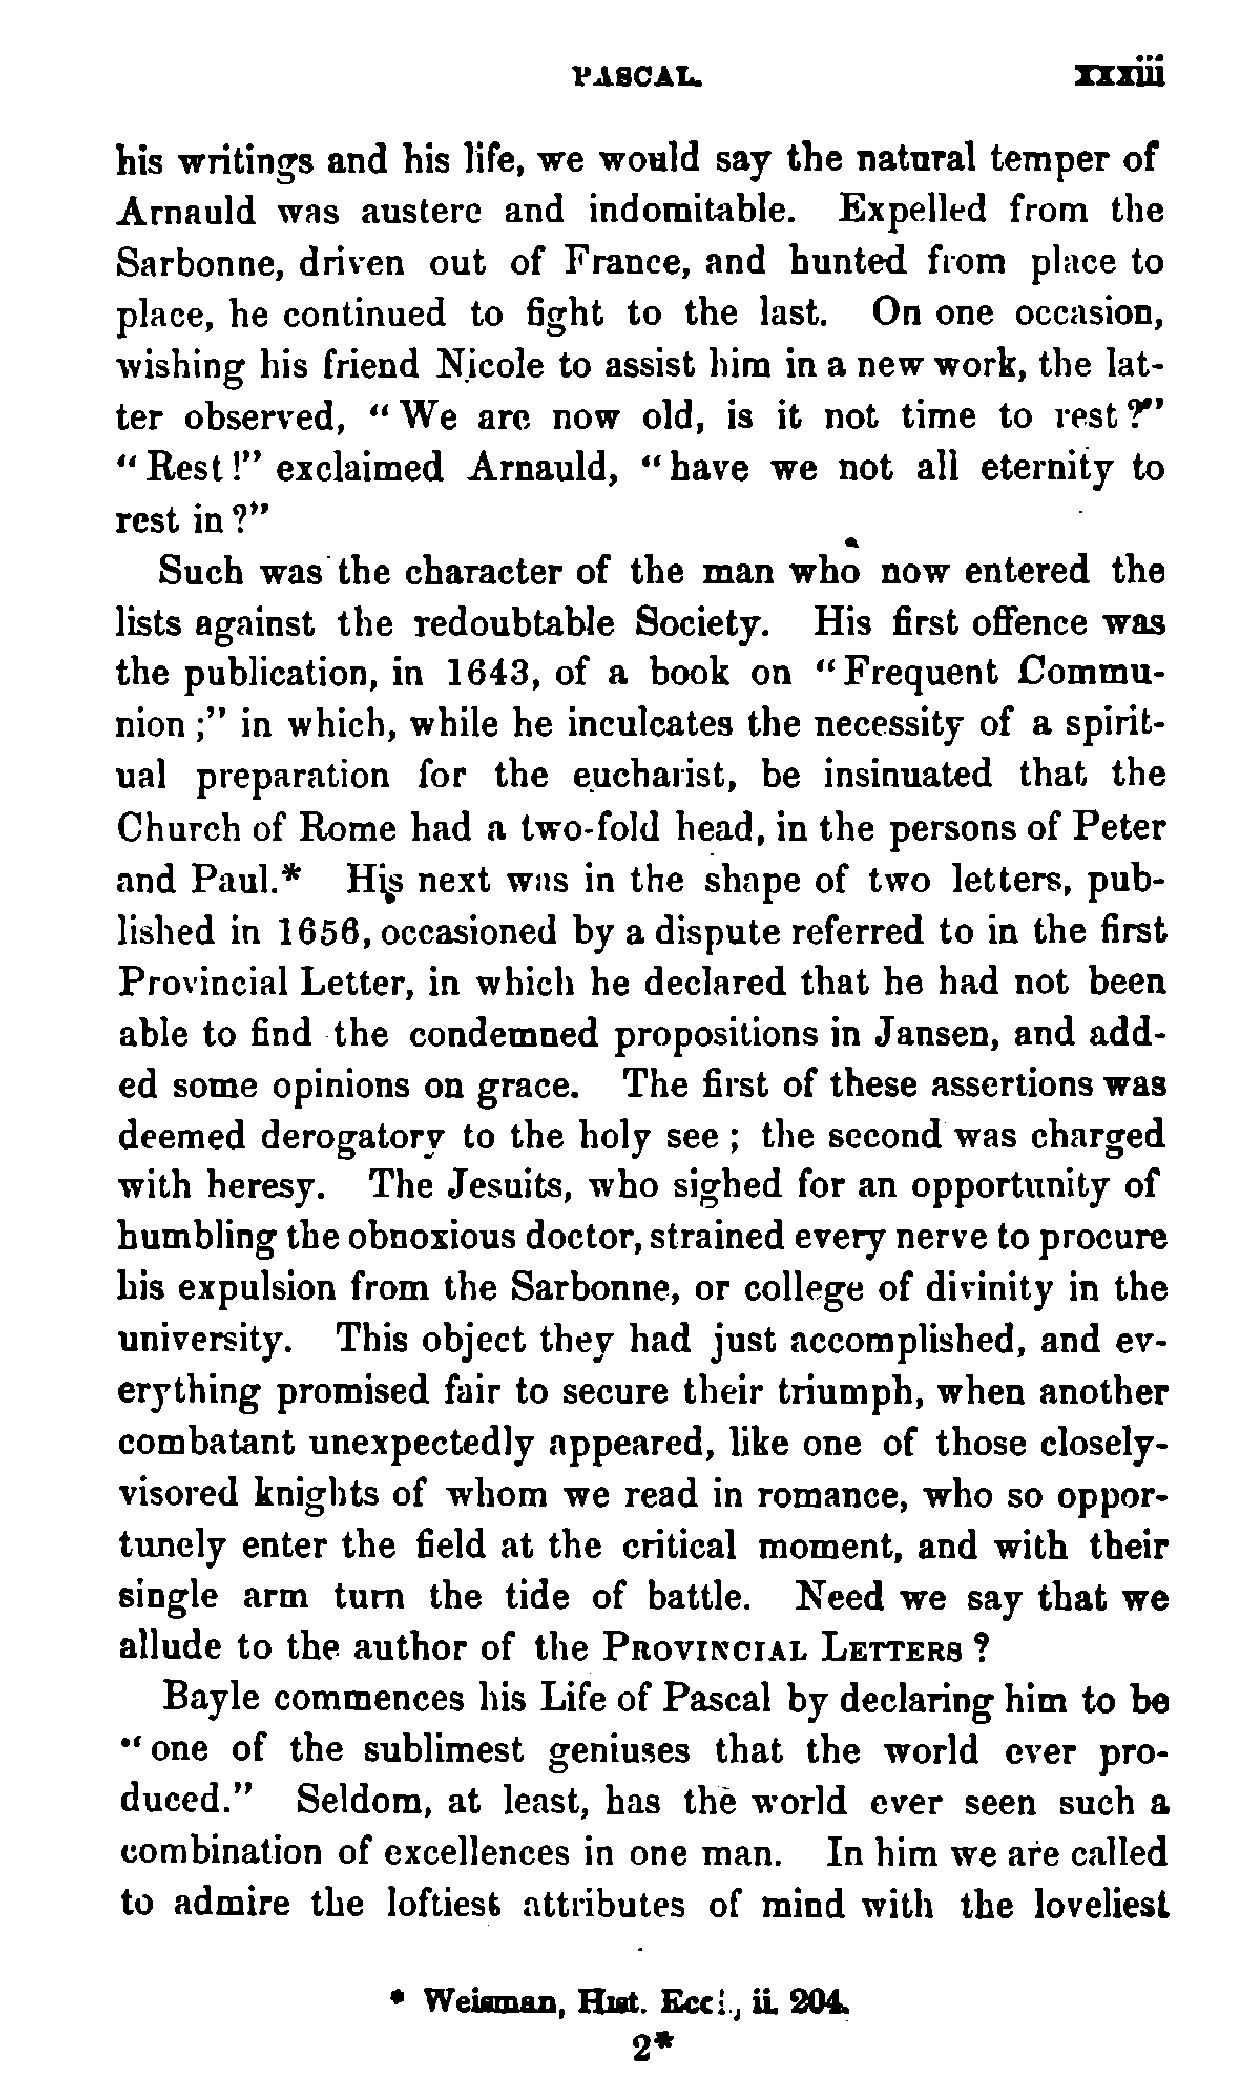 PASCAL. xxxiii
his writings and his life, we would say the natural temper of
Arnauld was austere and indomitable. Expelled from the
Sarbonne, driven out of France, and hunted from place to
place, he continued to fight to the last. On one occasion,
wishing his friend Nicole to assist him in a new work, the lat-
ter observed, "We are now old, is it not time to rest?"
"Rest!" exclaimed Arnauld, "have we not all eternity to
rest in?"
Such was the character of the man who now entered the
lists against the redoubtable Society. His first offence was
the publication, in 1643, of a book on "Frequent Commu-
nion;" in which, while he inculcates the necessity of a spirit-
ual preparation for the eucharist, be insinuated that the
Church of Rome had a two-fold head, in the persons of Peter
and Paul.* His next was in the shape of two letters, pub-
lished in 1656, occasioned by a dispute referred to in the first
Provincial Letter, in which he declared that he had not been
able to find the condemned propositions in Jansen, and add-
ed some opinions on grace. The first of these assertions was
deemed derogatory to the holy see; the second was charged
with heresy. The Jesuits, who sighed for an opportunity of
humbling the obnoxious doctor, strained every nerve to procure
his expulsion from the Sarbonne, or college of divinity in the
university. This object they had just accomplished, and ev-
erything promised fair to secure their triumph, when another
combatant unexpectedly appeared, like one of those closely-
visored knights of whom we read in romance, who so oppor-
tunely enter the field at the critical moment, and with their
single arm turn the tide of battle. Need we say that we
allude to the author of the PROVINCIAL LETTERS?
Bayle commences his Life of Pascal by declaring him to be
"one of the sublimest geniuses that the world ever pro-
duced." Seldom, at least, has the world ever seen such a
combination of excellences in one man. In him we are called
to admire the loftiest attributes of mind with the loveliest
* Weisman, Hist. Eccl., ii. 204.
2*